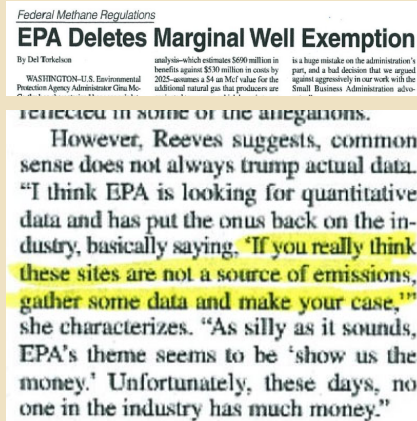 Federal Methane Regulations
EPA Deletes Marginal Well Exemption
By Del Torkelson
WASHINGTON–U.S. Environmental
Protection Agency Administrator Gina Mc-
analysis–which estimates $690 million in
benefits against $530 million in costs by
2025–assumes a $4 an Mcf value for the
additional natural gas that producers are
is a huge mistake on the administration's
part, and a bad decision that we argued
against aggressively in our work with the
Small Business Administration advo-
reflected in some of the allegations.
However, Reeves suggests, common
sense does not always trump actual data.
“I think EPA is looking for quantitative
data and has put the onus back on the in-
dustry, basically saying, ‘If you really think
these sites are not a source of emissions,
gather some data and make your case,’”
she characterizes. “As silly as it sounds,
EPA's theme seems to be ‘show us the
money.’ Unfortunately, these days, no
one in the industry has much money.”